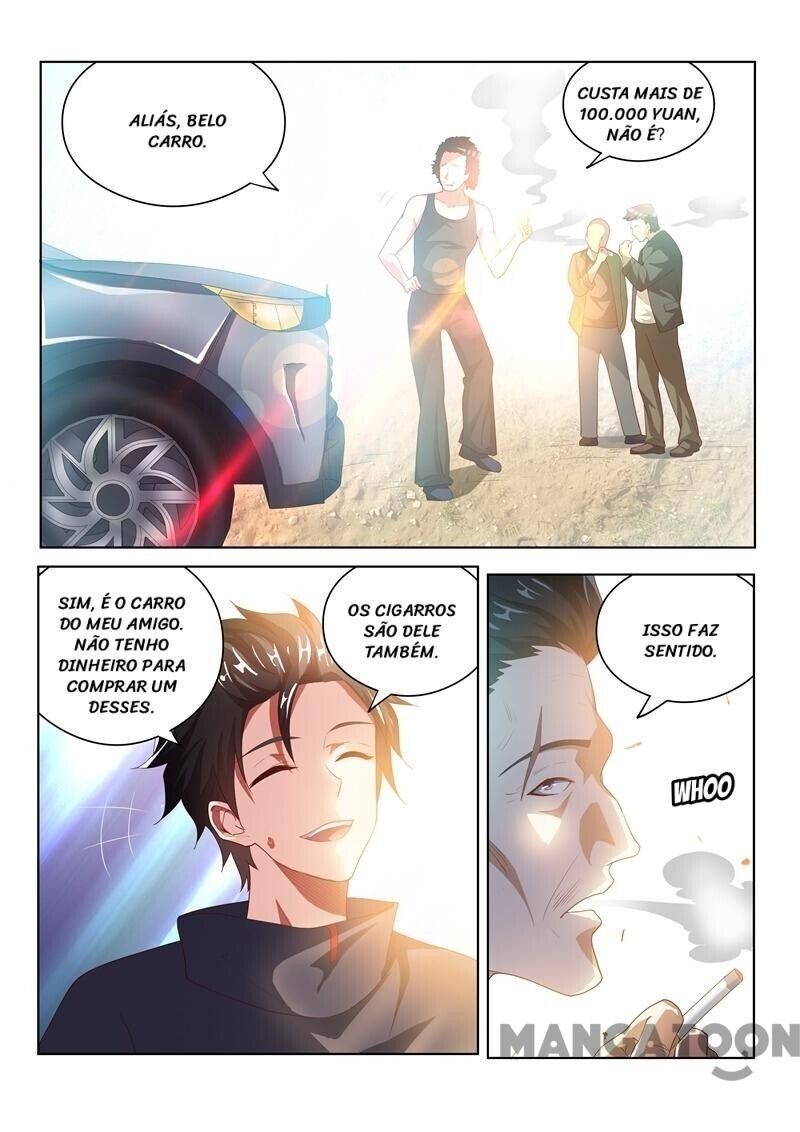 ALIÁS, BELO
CARRO.
CUSTA MAIS DE
100.000 YUAN,
NÃO É?
SIM, É O CARRO
DO MEU AMIGO.
NÃO TENHO
DINHEIRO PARA
COMPRAR UM
DESSES.
OS CIGARROS
SÃO DELE
TAMBÉM.
ISSO FAZ
SENTIDO.
WHOO
MANGATOON